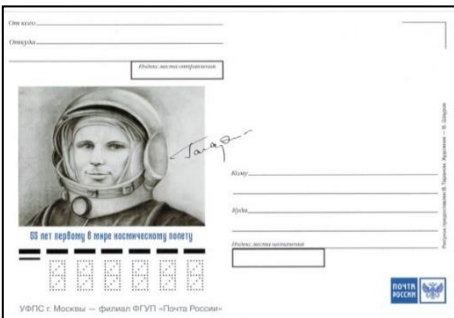 От кого
Откуда
Индекс места отправления
Гагарин
55 лет первому в мире космическому полету
Кому
Куда
Индекс места назначения
ПОЧТА
РОССИИ
УФПС г. Москвы — филиал ФГУП «Почта России»